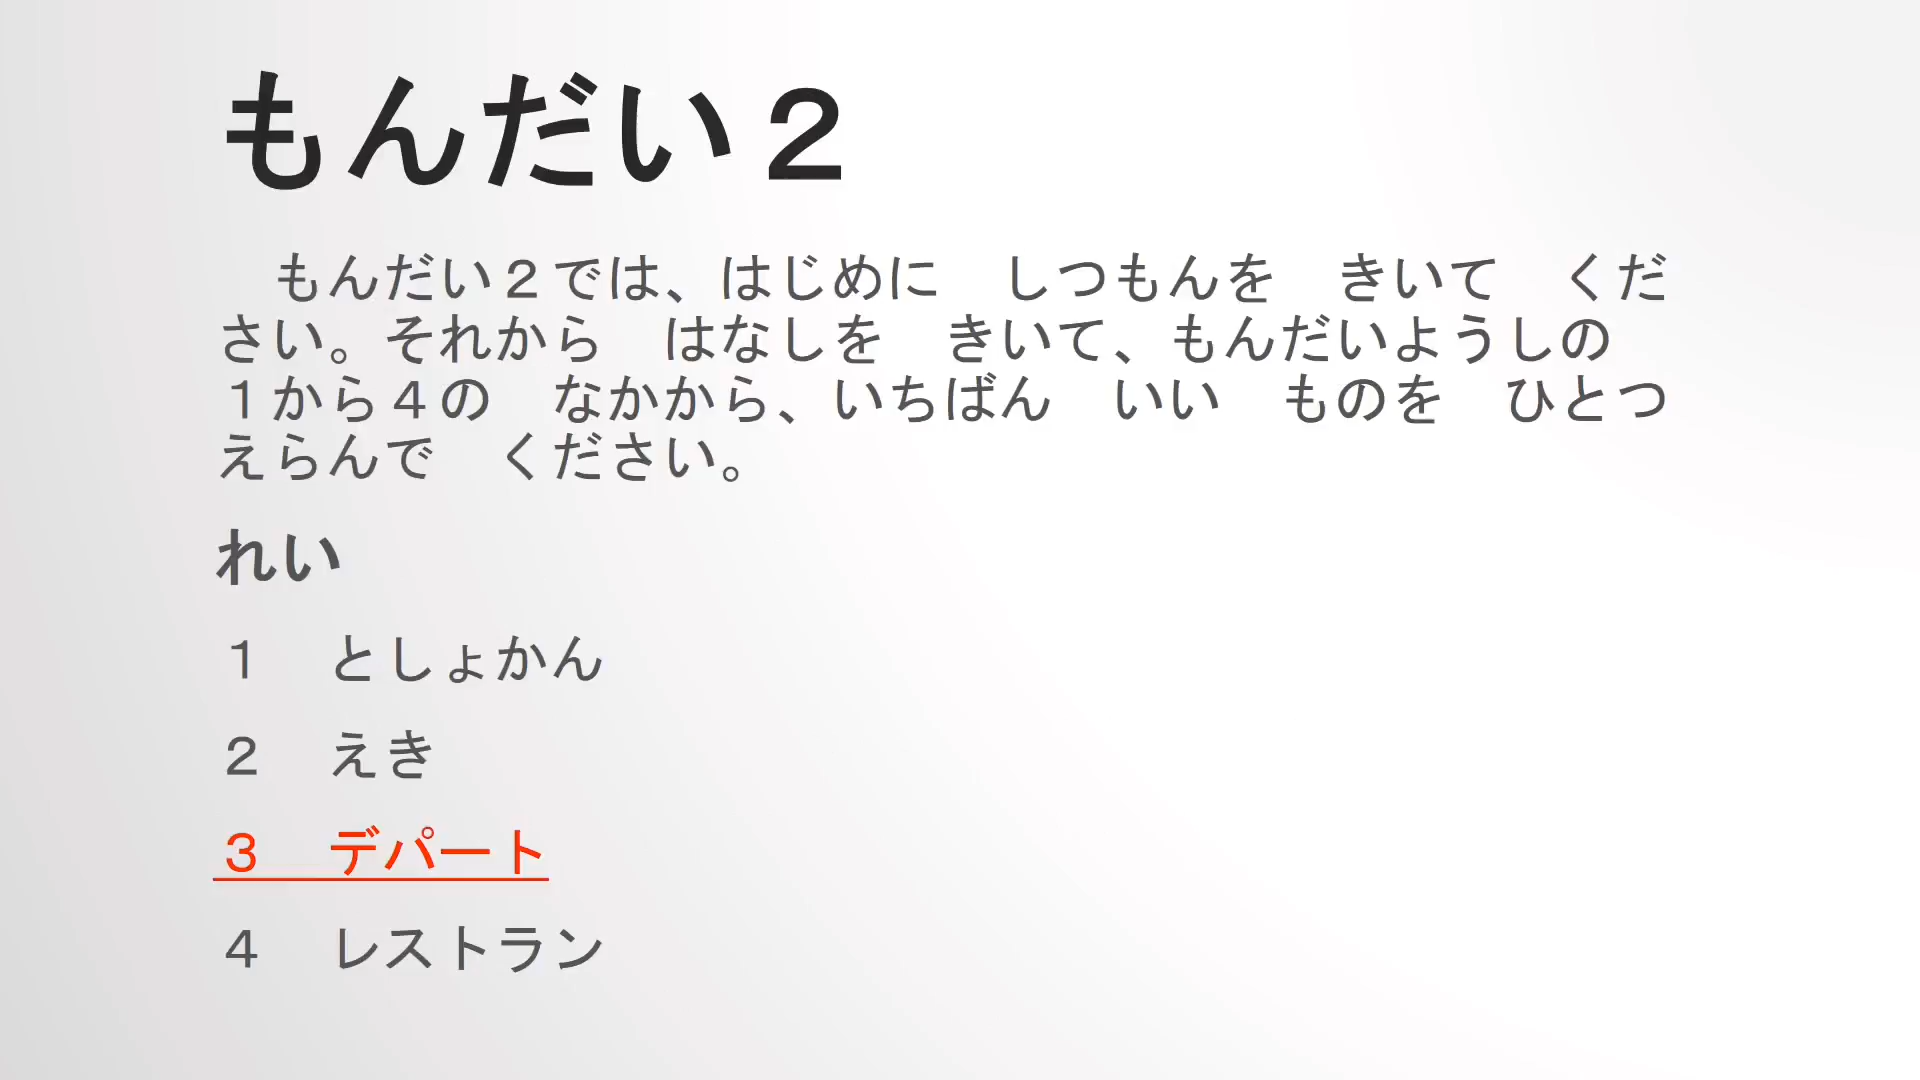 もんだい２
もんだい２では、はじめに　しつもんを　きいて　くだ
さい。それから　はなしを　きいて、もんだいようしの
１から４の　なかから、いちばん　いい　ものを　ひとつ
えらんで　ください。
れい
１　としょかん
２　えき
３　デパート
４　レストラン